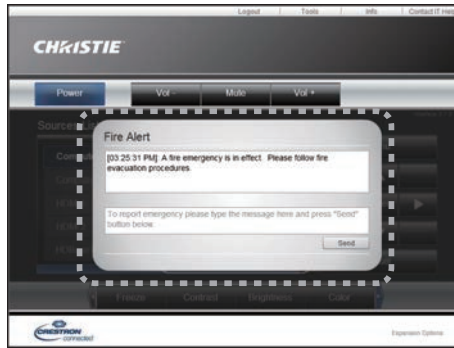 Logout Tools Info Contact IT Help
CHRISTIE
Power Vol - Mute Vol +
Sources List
Fire Alert
[03 25 31 PM] A fire emergency is in effect. Please follow fire
evacuation procedures.
To report emergency please type the message here and press "Send"
button below.
Send
Freeze Contrast Brightness Color
CRESTRON
connected
Expansion Options